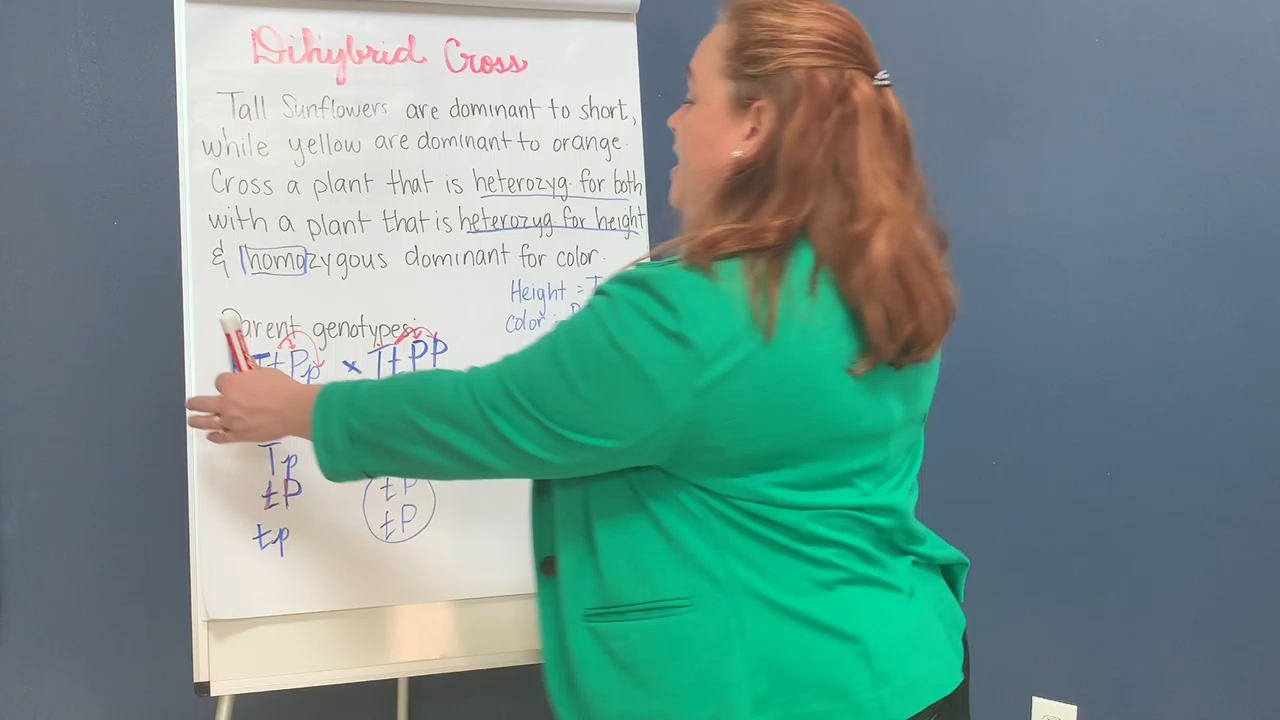 Dihybrid Cross
Tall Sunflowers are dominant to short,
while yellow are dominant to orange.
Cross a plant that is heterozyg. for both
with a plant that is heterozyg for height
& homozygous dominant for color.
Height = T
color :
Parent genotypes:
TtPp x TtPP
Tp
tP tP
tp tP